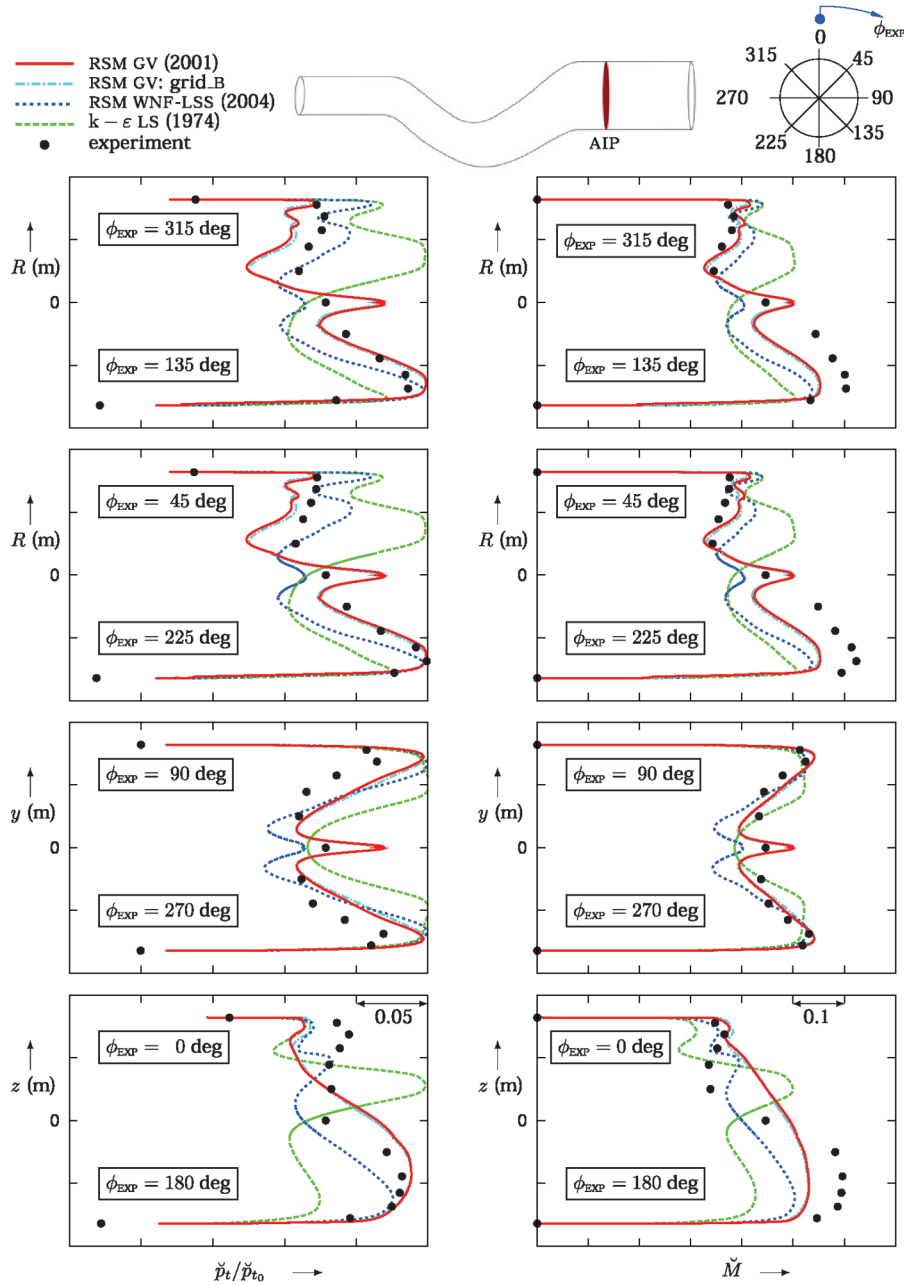 RSM GV (2001)
RSM GV: grid_B
RSM WNF-LSS (2004)
k − ε LS (1974)
experiment
AIP
ϕEXP
0
315
45
270
90
225
135
180
ϕEXP = 315 deg
R (m)
0
ϕEXP = 135 deg
ϕEXP = 315 deg
R (m)
0
ϕEXP = 135 deg
ϕEXP = 45 deg
R (m)
0
ϕEXP = 225 deg
ϕEXP = 45 deg
R (m)
0
ϕEXP = 225 deg
ϕEXP = 90 deg
y (m)
0
ϕEXP = 270 deg
ϕEXP = 90 deg
y (m)
0
ϕEXP = 270 deg
0.05
ϕEXP = 0 deg
z (m)
0
ϕEXP = 180 deg
0.1
ϕEXP = 0 deg
z (m)
0
ϕEXP = 180 deg
p̆t/p̆t0
M̆